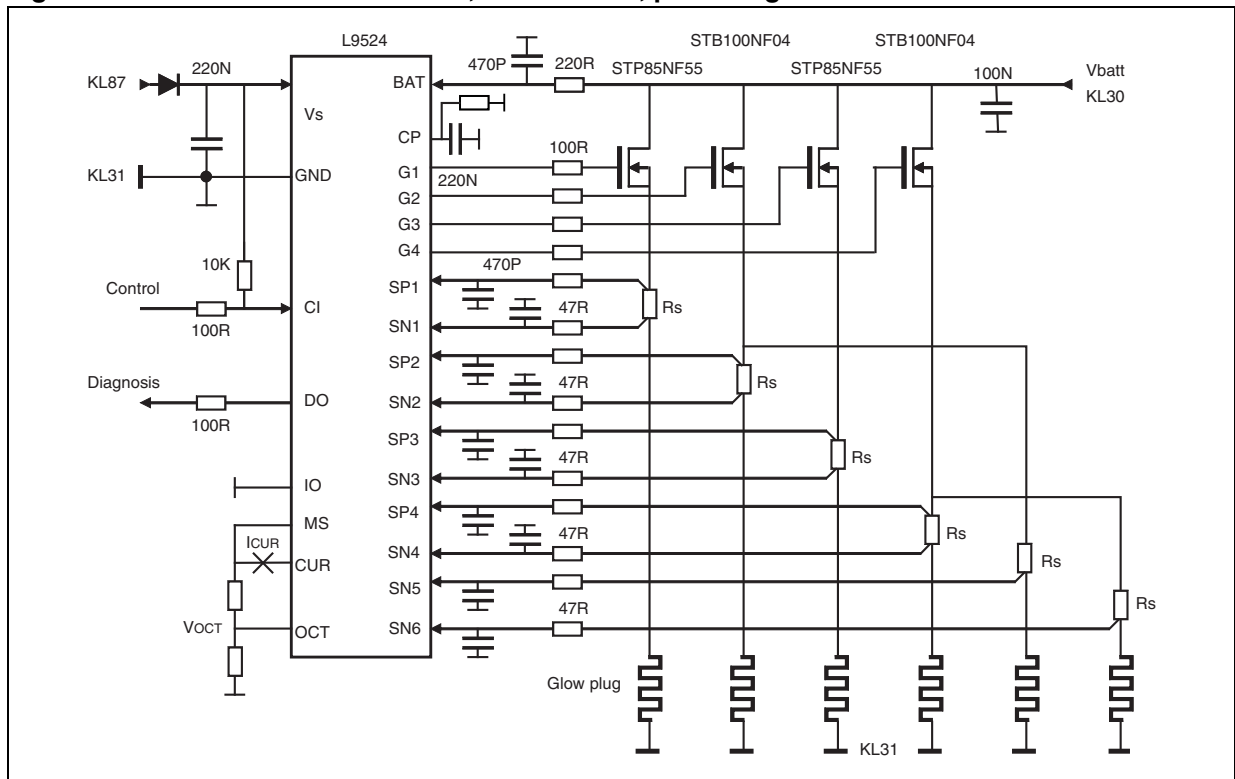 L9524
STB100NF04
STB100NF04
470P
220R
STP85NF55
STP85NF55
100N
Vbatt
KL30
KL87
220N
Vs
BAT
CP
KL31
GND
G1
100R
220N
G2
G3
G4
10K
Control
100R
CI
SP1
470P
SN1
47R
Rs
SP2
SN2
47R
Rs
Diagnosis
100R
DO
SP3
SN3
47R
Rs
IO
MS
ICUR
CUR
SP4
SN4
47R
Rs
SN5
Rs
VOCT
OCT
SN6
47R
Rs
Glow plug
KL31